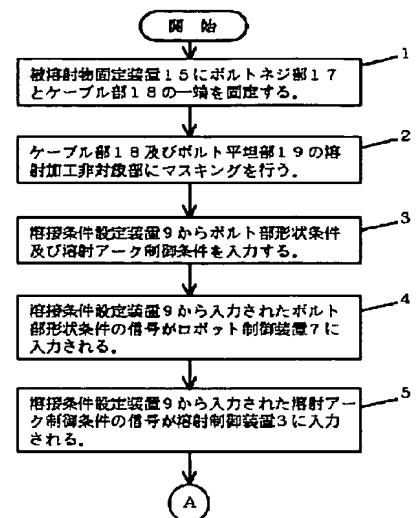 開 始
1
被溶射物固定装置15にボルトネジ部17
とケーブル部18の一端を固定する。
2
ケーブル部18及びボルト平坦部19の溶
射加工非対象部にマスキングを行う。
3
溶接条件設定装置9からボルト部形状条件
及び溶射アーク制御条件を入力する。
4
溶接条件設定装置9から入力されたボルト
部形状条件の信号がロボット制御装置7に
入力される。
5
溶接条件設定装置9から入力された溶射アー
ク制御条件の信号が溶射制御装置3に入力
される。
A